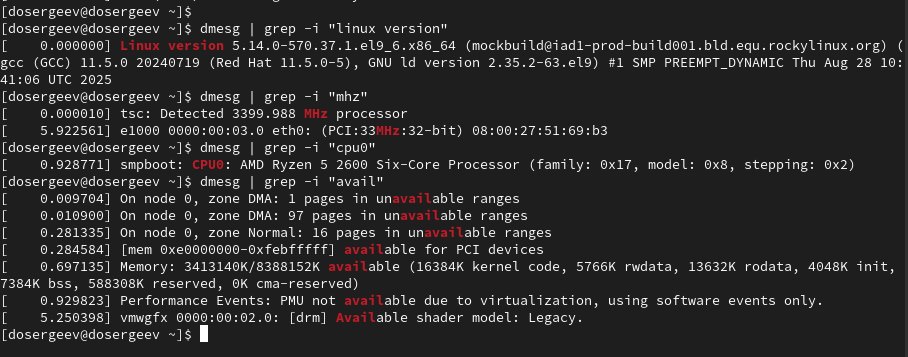 [dosergeev@dosergeev ~]$
[dosergeev@dosergeev ~]$ dmesg | grep -i "linux version"
[    0.000000] Linux version 5.14.0-570.37.1.el9_6.x86_64 (mockbuild@iad1-prod-build001.bld.equ.rockylinux.org) (
gcc (GCC) 11.5.0 20240719 (Red Hat 11.5.0-5), GNU ld version 2.35.2-63.el9) #1 SMP PREEMPT_DYNAMIC Thu Aug 28 10:
41:06 UTC 2025
[dosergeev@dosergeev ~]$ dmesg | grep -i "mhz"
[    0.000010] tsc: Detected 3399.988 MHz processor
[    5.922561] e1000 0000:00:03.0 eth0: (PCI:33MHz:32-bit) 08:00:27:51:69:b3
[dosergeev@dosergeev ~]$ dmesg | grep -i "cpu0"
[    0.928771] smpboot: CPU0: AMD Ryzen 5 2600 Six-Core Processor (family: 0x17, model: 0x8, stepping: 0x2)
[dosergeev@dosergeev ~]$ dmesg | grep -i "avail"
[    0.009704] On node 0, zone DMA: 1 pages in unavailable ranges
[    0.010900] On node 0, zone DMA: 97 pages in unavailable ranges
[    0.281335] On node 0, zone Normal: 16 pages in unavailable ranges
[    0.284584] [mem 0xe0000000-0xfebfffff] available for PCI devices
[    0.697135] Memory: 3413140K/8388152K available (16384K kernel code, 5766K rwdata, 13632K rodata, 4048K init,
7384K bss, 588308K reserved, 0K cma-reserved)
[    0.929823] Performance Events: PMU not available due to virtualization, using software events only.
[    5.250398] vmwgfx 0000:00:02.0: [drm] Available shader model: Legacy.
[dosergeev@dosergeev ~]$